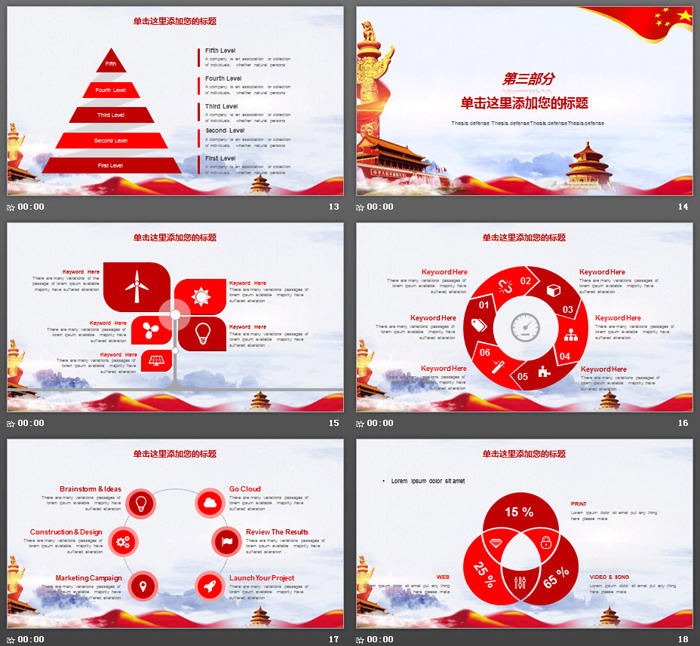 单击这里添加您的标题
Fifth
Fourth Level
Third Level
Second Level
First Level
Fifth Level
A company is an association or collection
of individuals, whether natural persons
Fourth Level
A company is an association or collection
of individuals, whether natural persons
Third Level
A company is an association or collection
of individuals, whether natural persons
Second Level
A company is an association or collection
of individuals, whether natural persons
First Level
A company is an association or collection
of individuals, whether natural persons
00:00
13
第三部分
单击这里添加您的标题
Thesis defense Thesis defenseThesis defenseThesisdefense
00:00
14
单击这里添加您的标题
Keyword Here
There are many variations of the
passages of lorem ipsum available
majority have suffered alteration
Keyword Here
There are many variations passages of
lorem ipsum available majority have
suffered alteration
Keyword Here
There are many variations passages of
lorem ipsum available majority have
suffered alteration
Keyword Here
There are many variations passages of
lorem ipsum available majority have
suffered alteration
Keyword Here
There are many variations passages of
lorem ipsum available majority have
suffered alteration
00:00
15
单击这里添加您的标题
Keyword Here
There are many variations passages of
lorem ipsum available majority have
suffered alteration
Keyword Here
There are many variations passages of
lorem ipsum available majority have
suffered alteration
Keyword Here
There are many variations passages of
lorem ipsum available majority have
suffered alteration
01
02
03
04
05
06
Keyword Here
There are many variations passages of
lorem ipsum available majority have
suffered alteration
Keyword Here
There are many variations passages of
lorem ipsum available majority have
suffered alteration
Keyword Here
There are many variations passages of
lorem ipsum available majority have
suffered alteration
00:00
16
单击这里添加您的标题
Brainstorm & Ideas
There are many variations passages of
lorem ipsum available majority have
suffered alteration
Construction & Design
There are many variations passages of
lorem ipsum available majority have
suffered alteration
Marketing Campaign
There are many variations passages of
lorem ipsum available majority have
suffered alteration
Go Cloud
There are many variations passages of
lorem ipsum available majority have
suffered alteration
Review The Results
There are many variations passages of
lorem ipsum available majority have
suffered alteration
Launch Your Project
There are many variations passages of
lorem ipsum available majority have
suffered alteration
00:00
17
单击这里添加您的标题
• Lorem ipsum dolor sit amet
15 %
25 %
65 %
PRINT
Lorem ipsum dolor sit amet put any thing
here please mate
WEB
Lorem ipsum dolor sit amet put any thing
here please mate
VIDEO & SONG
Lorem ipsum dolor sit amet put any thing
here please mate
00:00
18